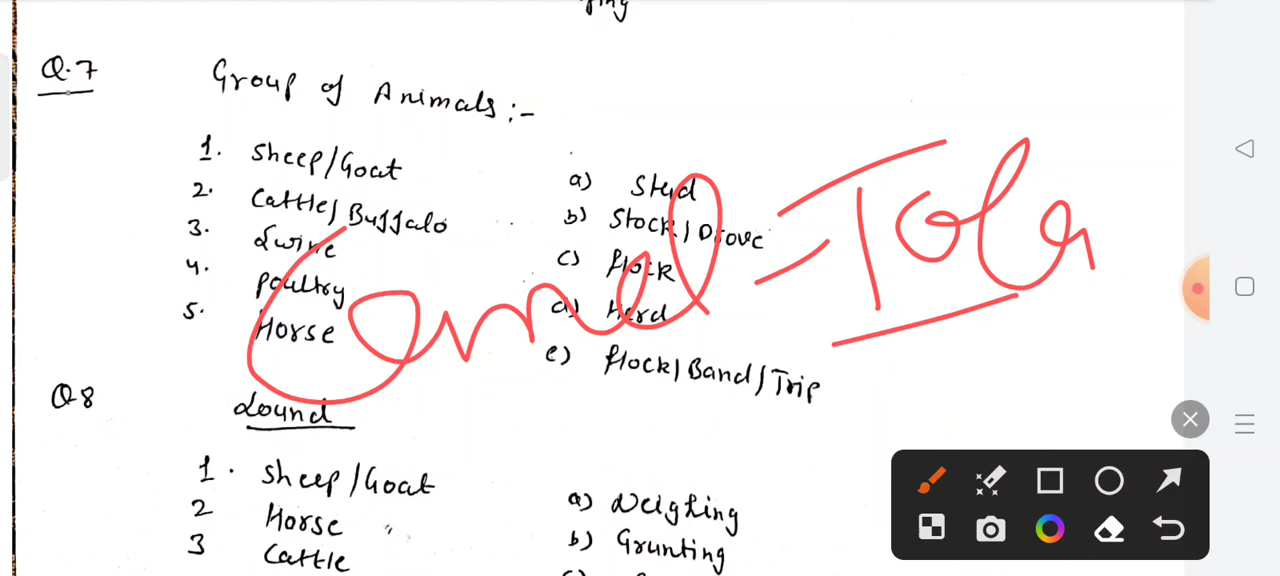 Q.7 Group of Animals :-
1. Sheep/Goat a) Stud
2. Cattle/Buffalo b) Stock/Drove
3. Swine c) flock
4. Poultry d) Herd
5. Horse e) flock/Band/Trip
Camel = Tola
Q8 Sound
1. Sheep/Goat a) Neighing
2 Horse b) Grunting
3 Cattle